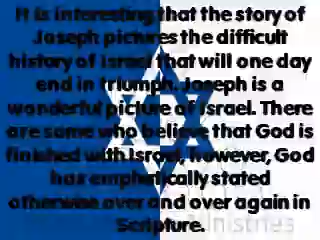 It is interesting that the story of
Joseph pictures the difficult
history of Israel that will one day
end in triumph. Joseph is a
wonderful picture of Israel. There
are some who believe that God is
finished with Israel, however, God
has emphatically stated
otherwise over and over again in
Scripture.
Ministries